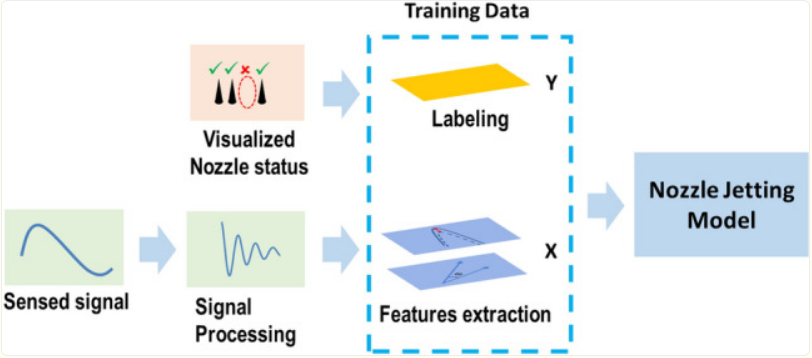 Training Data
Visualized
Nozzle status
Labeling
Y
Sensed signal
Signal
Processing
Features extraction
X
Nozzle Jetting
Model